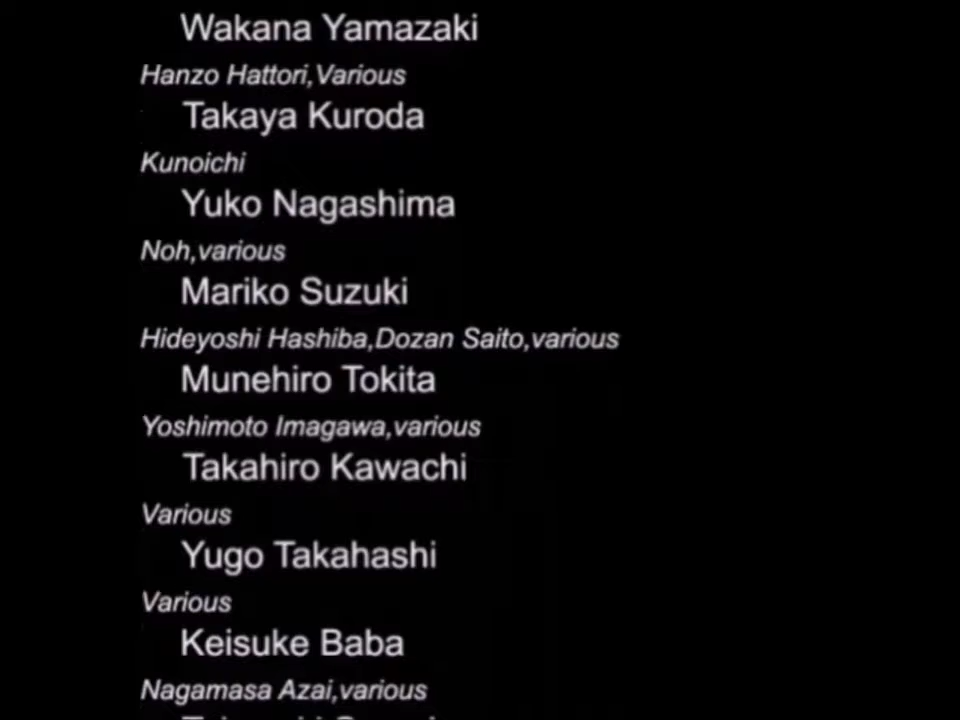 Wakana Yamazaki
Hanzo Hattori,Various
Takaya Kuroda
Kunoichi
Yuko Nagashima
Noh,various
Mariko Suzuki
Hideyoshi Hashiba,Dozan Saito,various
Munehiro Tokita
Yoshimoto Imagawa,various
Takahiro Kawachi
Various
Yugo Takahashi
Various
Keisuke Baba
Nagamasa Azai,various